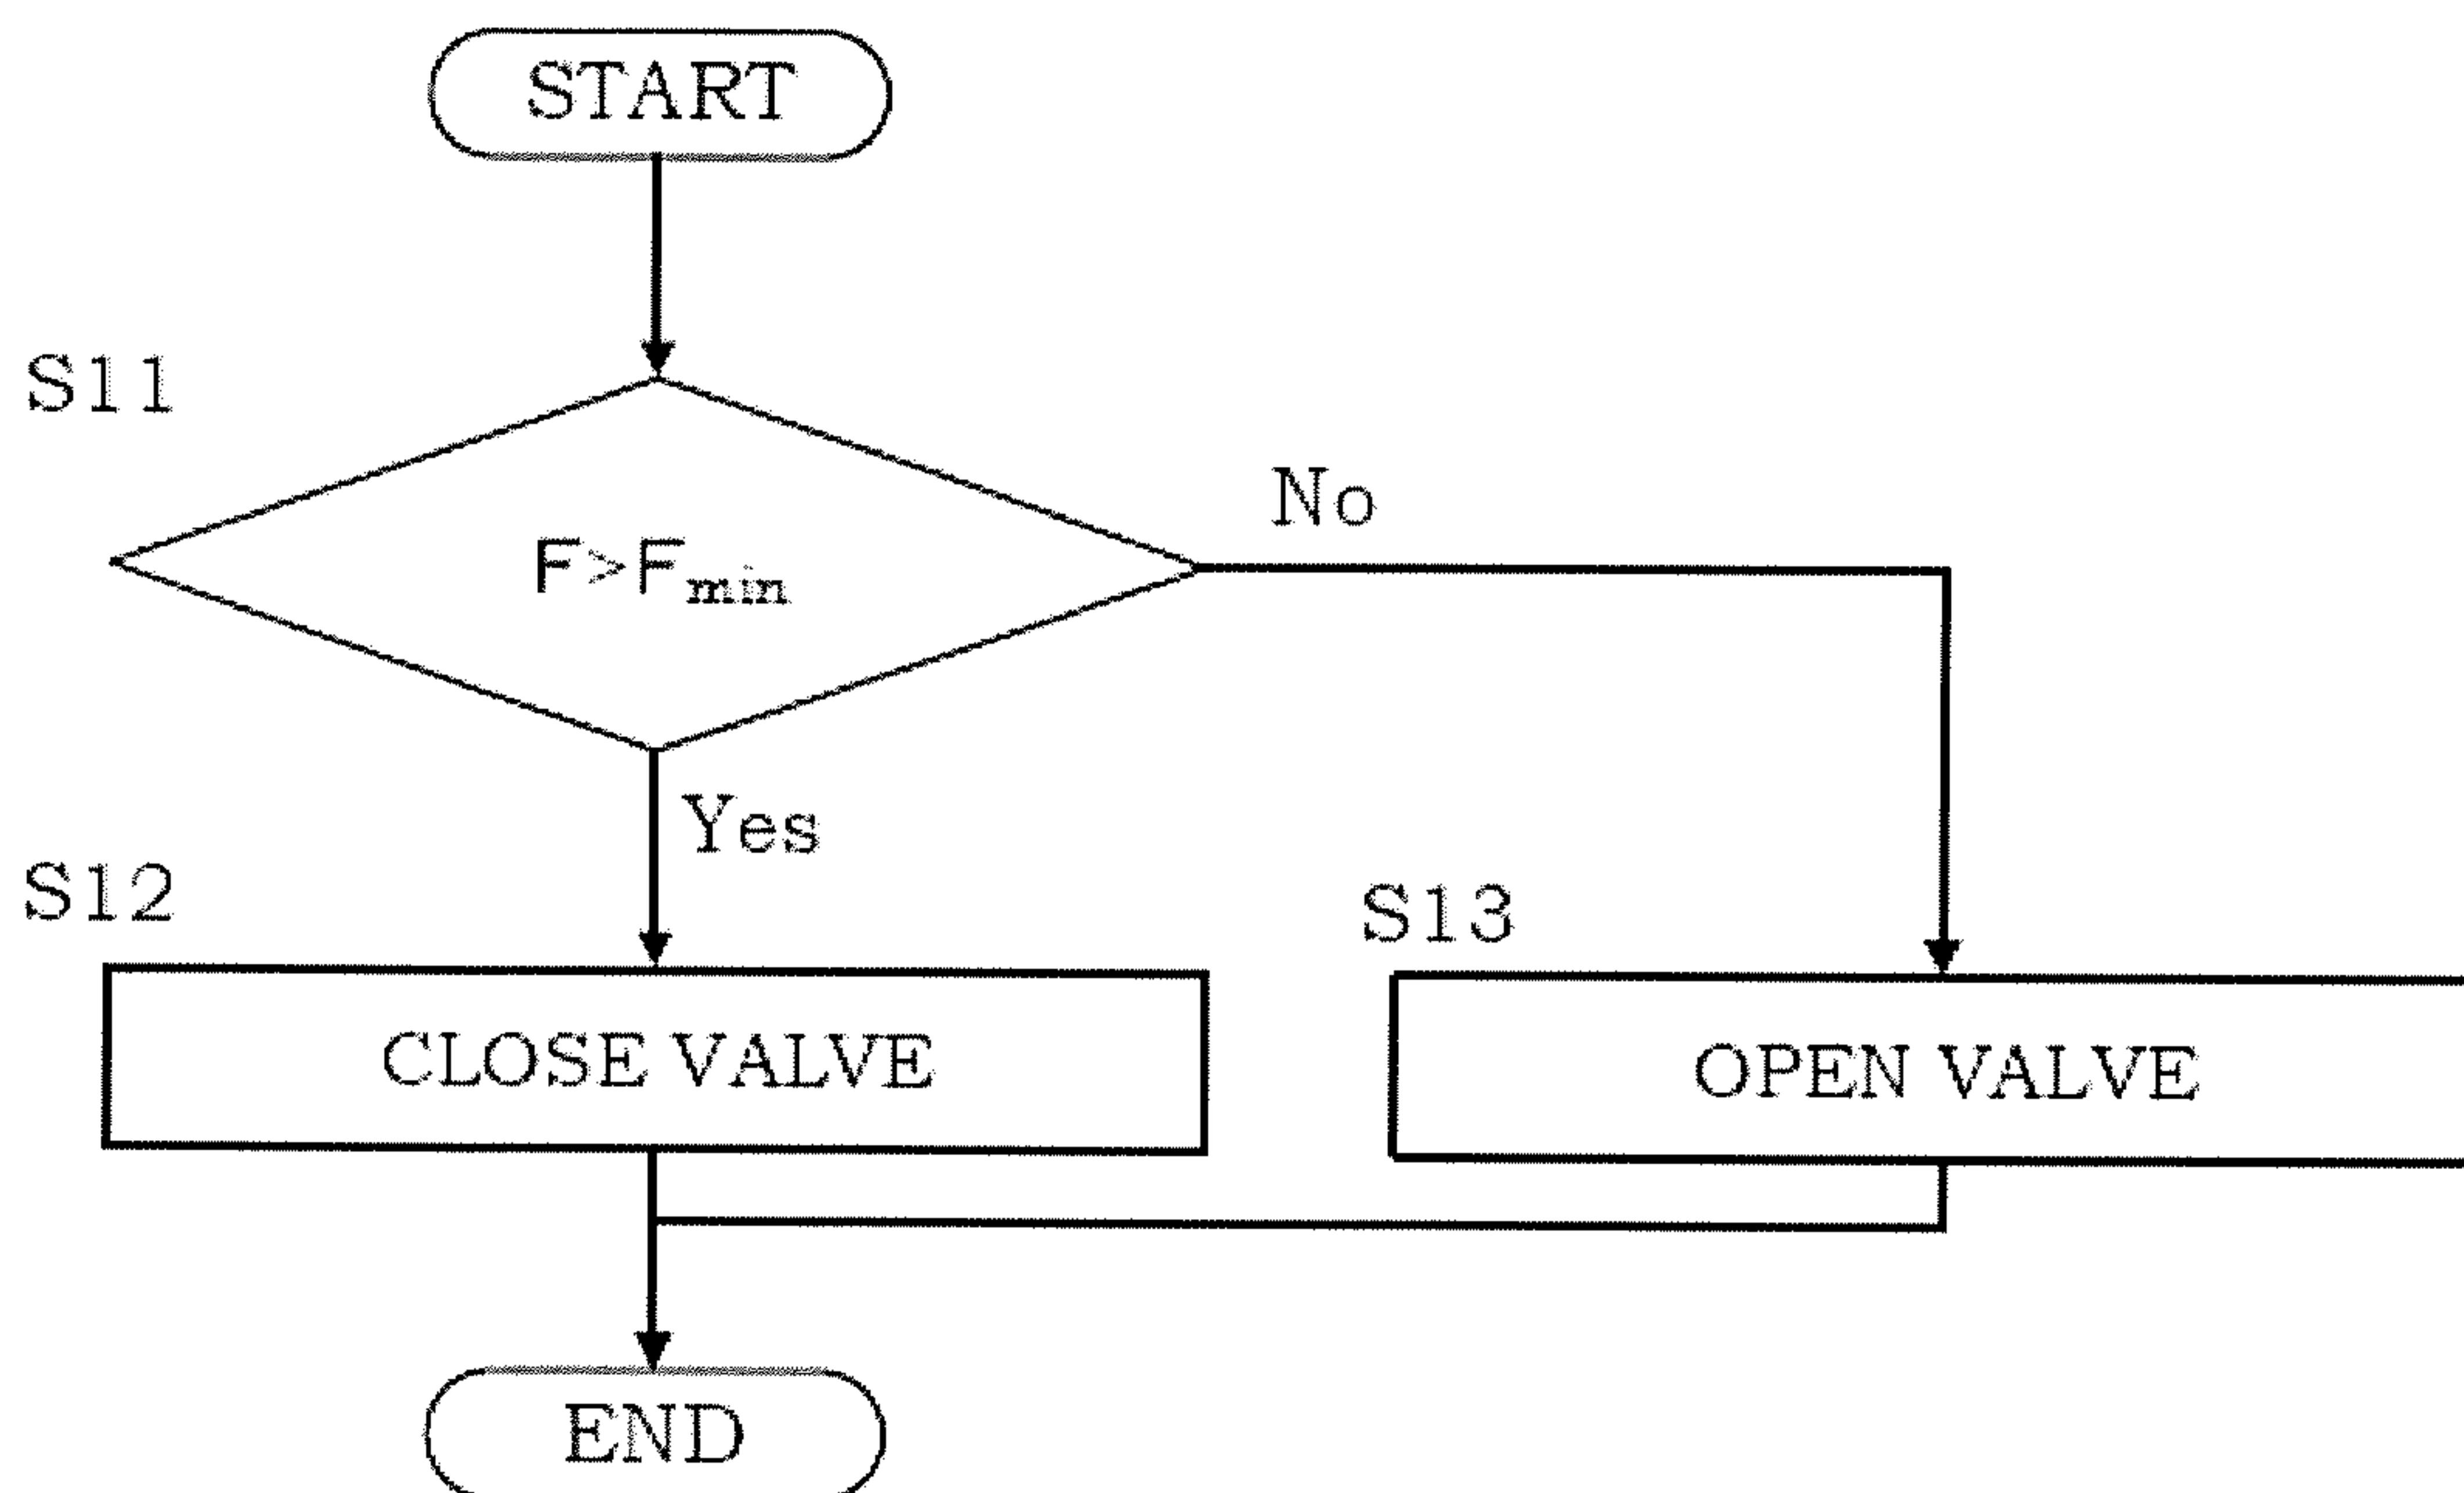 START
S11
F>Fmin
No
Yes
S12
CLOSE VALVE
S13
OPEN VALVE
END